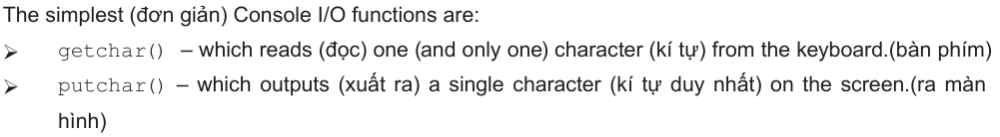 The simplest (đơn giản) Console I/O functions are:
➢ getchar() – which reads (đọc) one (and only one) character (kí tự) from the keyboard.(bàn phím)
➢ putchar() – which outputs (xuất ra) a single character (kí tự duy nhất) on the screen.(ra màn
hình)